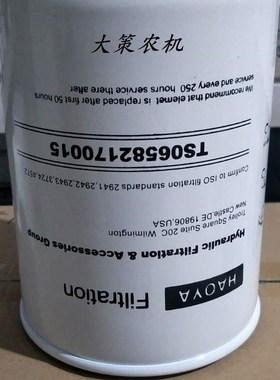 大策农机
HAOYA
Filtration
Hydraulic Filtration & Accessories Group
Trolley Square Suite 20C Wilmington
New Castle,DE 19806,USA
Confirm to ISO filtration standards 2941,2942,2943,3724,4572
TS06582170015
We recommend that elemet is replaced after first 50 hours
service and every 250 hours service there after